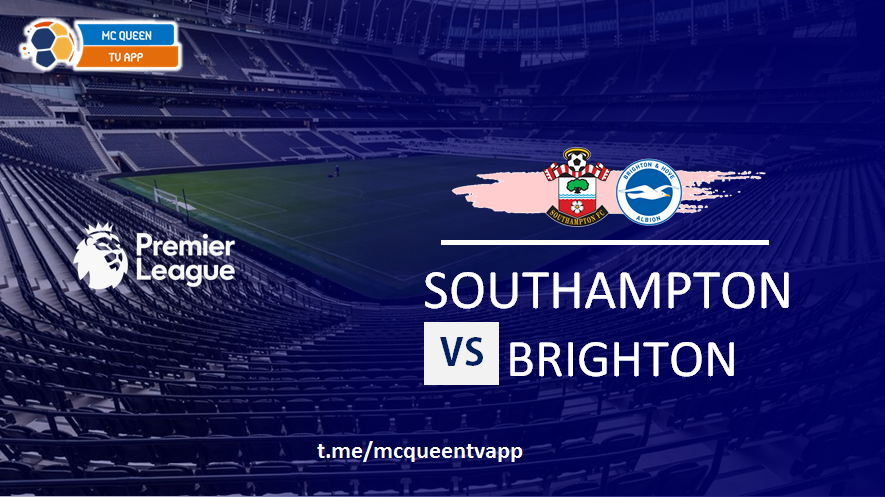 MC QUEEN
TV APP
SOUTHAMPTON FC
BRIGHTON & HOVE
ALBION
Premier
League
SOUTHAMPTON
VS BRIGHTON
t.me/mcqueentvapp